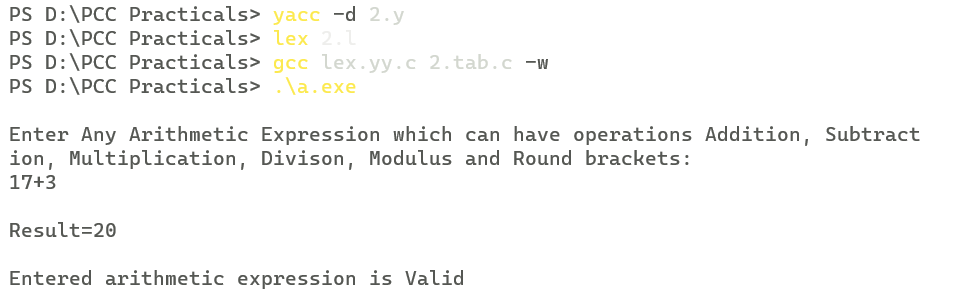 PS D:\PCC Practicals> yacc -d 2.y
PS D:\PCC Practicals> lex 2.l
PS D:\PCC Practicals> gcc lex.yy.c 2.tab.c -w
PS D:\PCC Practicals> .\a.exe
Enter Any Arithmetic Expression which can have operations Addition, Subtract
ion, Multiplication, Divison, Modulus and Round brackets:
17+3
Result=20
Entered arithmetic expression is Valid